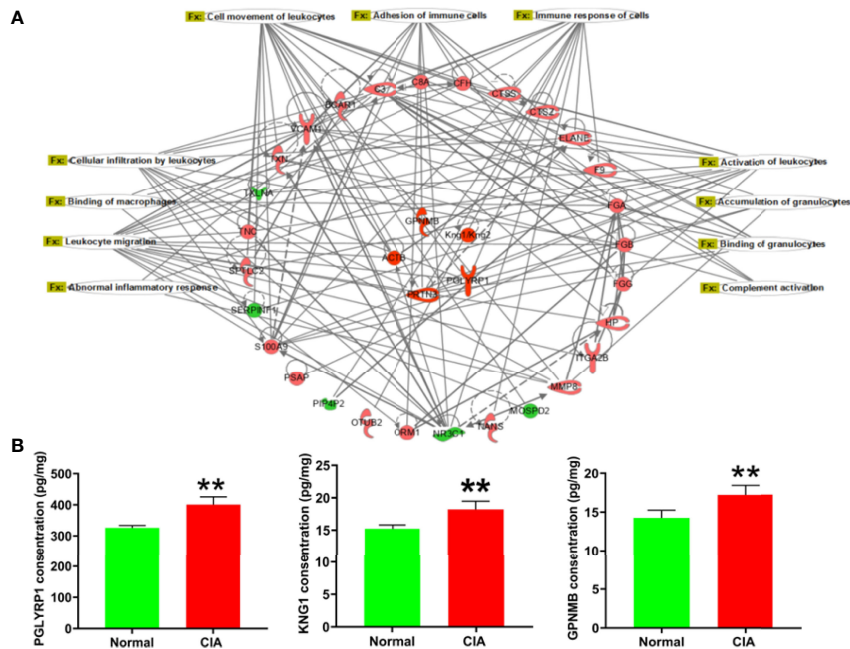 A
Fx: Cell movement of leukocytes
Fx: Adhesion of immune cells
Fx: Immune response of cells
Fx: Cellular infiltration by leukocytes
Fx: Binding of macrophages
Fx: Leukocyte migration
Fx: Abnormal inflammatory response
Fx: Activation of leukocytes
Fx: Accumulation of granulocytes
Fx: Binding of granulocytes
Fx: Complement activation
C3
C8A
CFH
CTSS
CTSZ
ELANE
F9
FGA
FGB
FGG
HP
ITGA2B
MMP8
MOSPD2
NANS
NR3C1
ORM1
OTUB2
PIP4P2
PSAP
S100A9
SERPINF1
SPTLC2
TNC
TXN
VCAM1
BCAR1
GPNMB
Kng1/Kng2
ACTB
PGLYRP1
PRTN3
B
PGLYRP1 consentration (pg/mg)
500
400
300
200
100
0
**
Normal
CIA
KNG1 consentration (pg/mg)
25
20
15
10
5
0
**
Normal
CIA
GPNMB consentration (pg/mg)
20
15
10
5
0
**
Normal
CIA